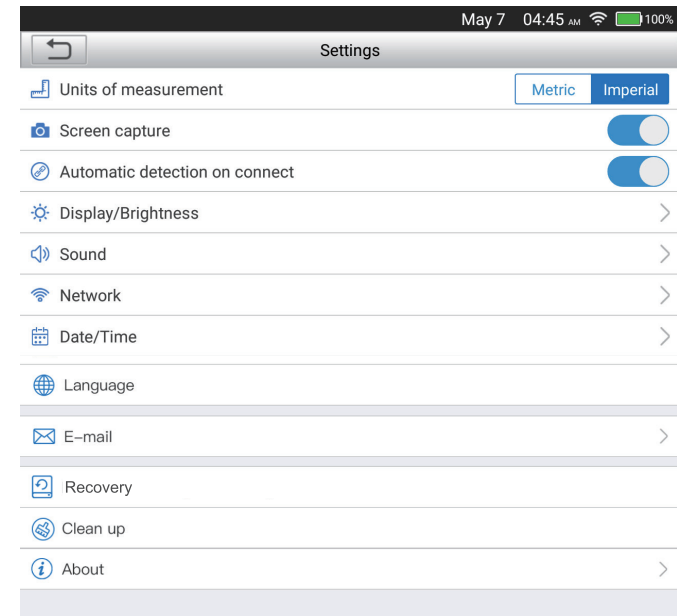 May 7 04:45 AM 100%
Settings
Units of measurement Metric Imperial
Screen capture
Automatic detection on connect
Display/Brightness
Sound
Network
Date/Time
Language
E-mail
Recovery
Clean up
About